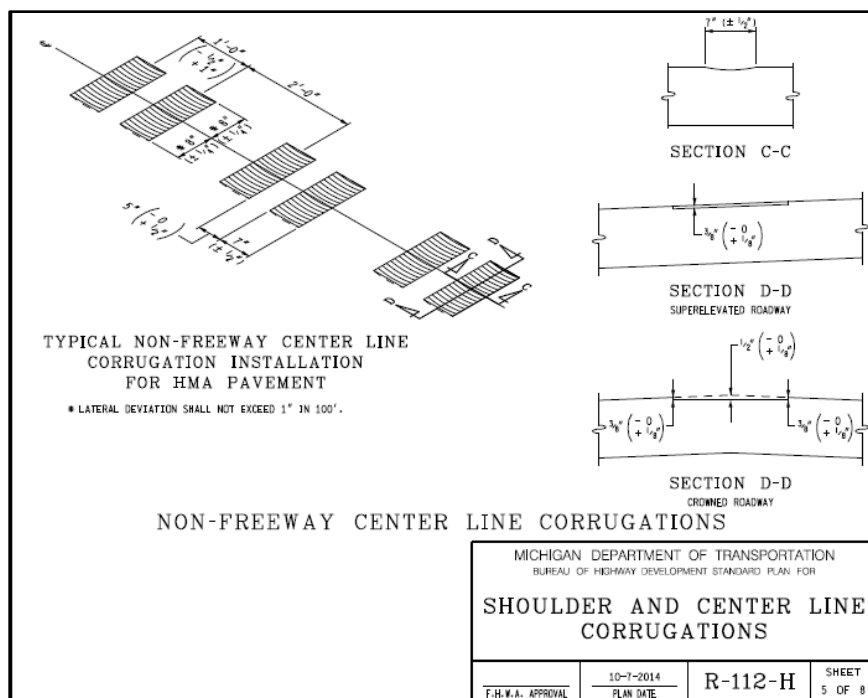 1'-0"
(- 1/2" + 1")
2'-0"
* 8"
(± 1/4")
* 8"
(± 1/4")
5" (- 0 + 1/2")
7"
(± 1/2")
D
C
D
C
TYPICAL NON-FREEWAY CENTER LINE
CORRUGATION INSTALLATION
FOR HMA PAVEMENT
* LATERAL DEVIATION SHALL NOT EXCEED 1" IN 100'.
7" (± 1/2")
SECTION C-C
3/8" (- 0 + 1/8")
SECTION D-D
SUPERELEVATED ROADWAY
1/2" (- 0 + 1/8")
3/8" (- 0 + 1/8")
3/8" (- 0 + 1/8")
SECTION D-D
CROWNED ROADWAY
NON-FREEWAY CENTER LINE CORRUGATIONS
MICHIGAN DEPARTMENT OF TRANSPORTATION
BUREAU OF HIGHWAY DEVELOPMENT STANDARD PLAN FOR
SHOULDER AND CENTER LINE
CORRUGATIONS
F.H.W.A. APPROVAL
10-7-2014
PLAN DATE
R-112-H
SHEET
5 OF 8